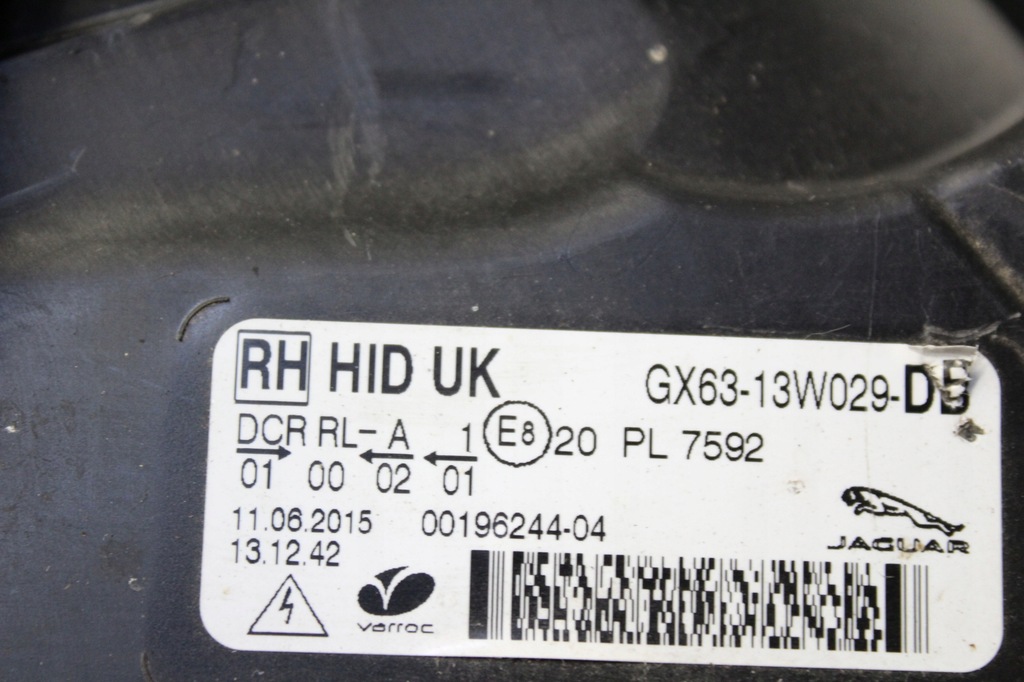 RH HID UK GX63-13W029-DB
DCR RL- A 1 E8 20 PL 7592
01 00 02 01
11.06.2015 00196244-04
13.12.42
JAGUAR
varroc